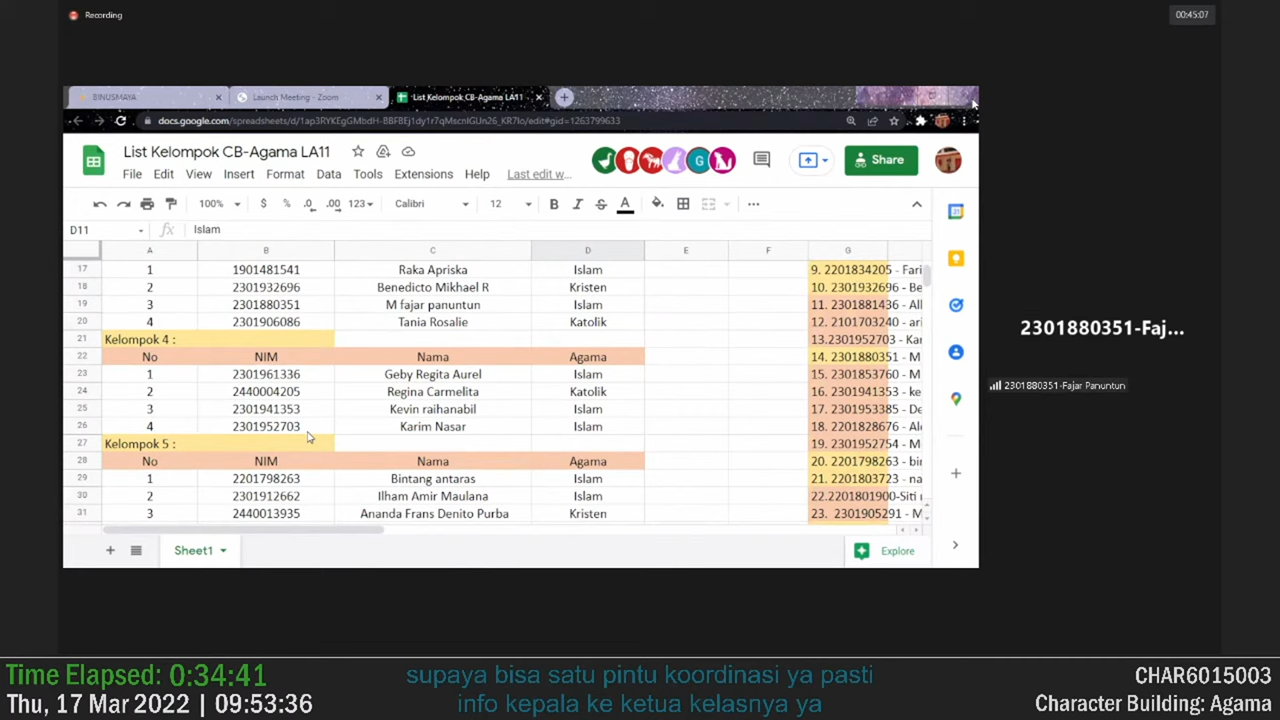 Recording
00:45:07
BINUSMAYA
Launch Meeting - Zoom
List Kelompok CB-Agama LA11
docs.google.com/spreadsheets/d/1ap3RYKEgGMbdH-BBFBEj1dy1r7qMscnIGUn26_KR7lo/edit#gid=1263799633
List Kelompok CB-Agama LA11
Share
File Edit View Insert Format Data Tools Extensions Help Last edit w...
100% $ % .0 .00 123 Calibri 12 B I S A
D11 fx Islam
A B C D E F G
17 1 1901481541 Raka Apriska Islam 9. 2201834205 - Fari
18 2 2301932696 Benedicto Mikhael R Kristen 10. 2301932696 - Be
19 3 2301880351 M fajar panuntun Islam 11. 2301881436 - All
20 4 2301906086 Tania Rosalie Katolik 12. 2101703240 - ari
21 Kelompok 4 : 13.2301952703 - Kar
22 No NIM Nama Agama 14. 2301880351 - M
23 1 2301961336 Geby Regita Aurel Islam 15. 2301853760 - M
24 2 2440004205 Regina Carmelita Katolik 16. 2301941353 - ke
25 3 2301941353 Kevin raihanabil Islam 17. 2301953385 - De
26 4 2301952703 Karim Nasar Islam 18. 2201828676 - Ale
27 Kelompok 5 : 19. 2301952754 - M
28 No NIM Nama Agama 20. 2201798263 - bin
29 1 2201798263 Bintang antaras Islam 21. 2201803723 - na
30 2 2301912662 Ilham Amir Maulana Islam 22.2201801900-Siti
31 3 2440013935 Ananda Frans Denito Purba Kristen 23. 2301905291 - M
Sheet1
Explore
2301880351-Faj...
2301880351-Fajar Panuntun
Time Elapsed: 0:34:41
Thu, 17 Mar 2022 | 09:53:36
supaya bisa satu pintu koordinasi ya pasti
info kepala ke ketua kelasnya ya
CHAR6015003
Character Building: Agama